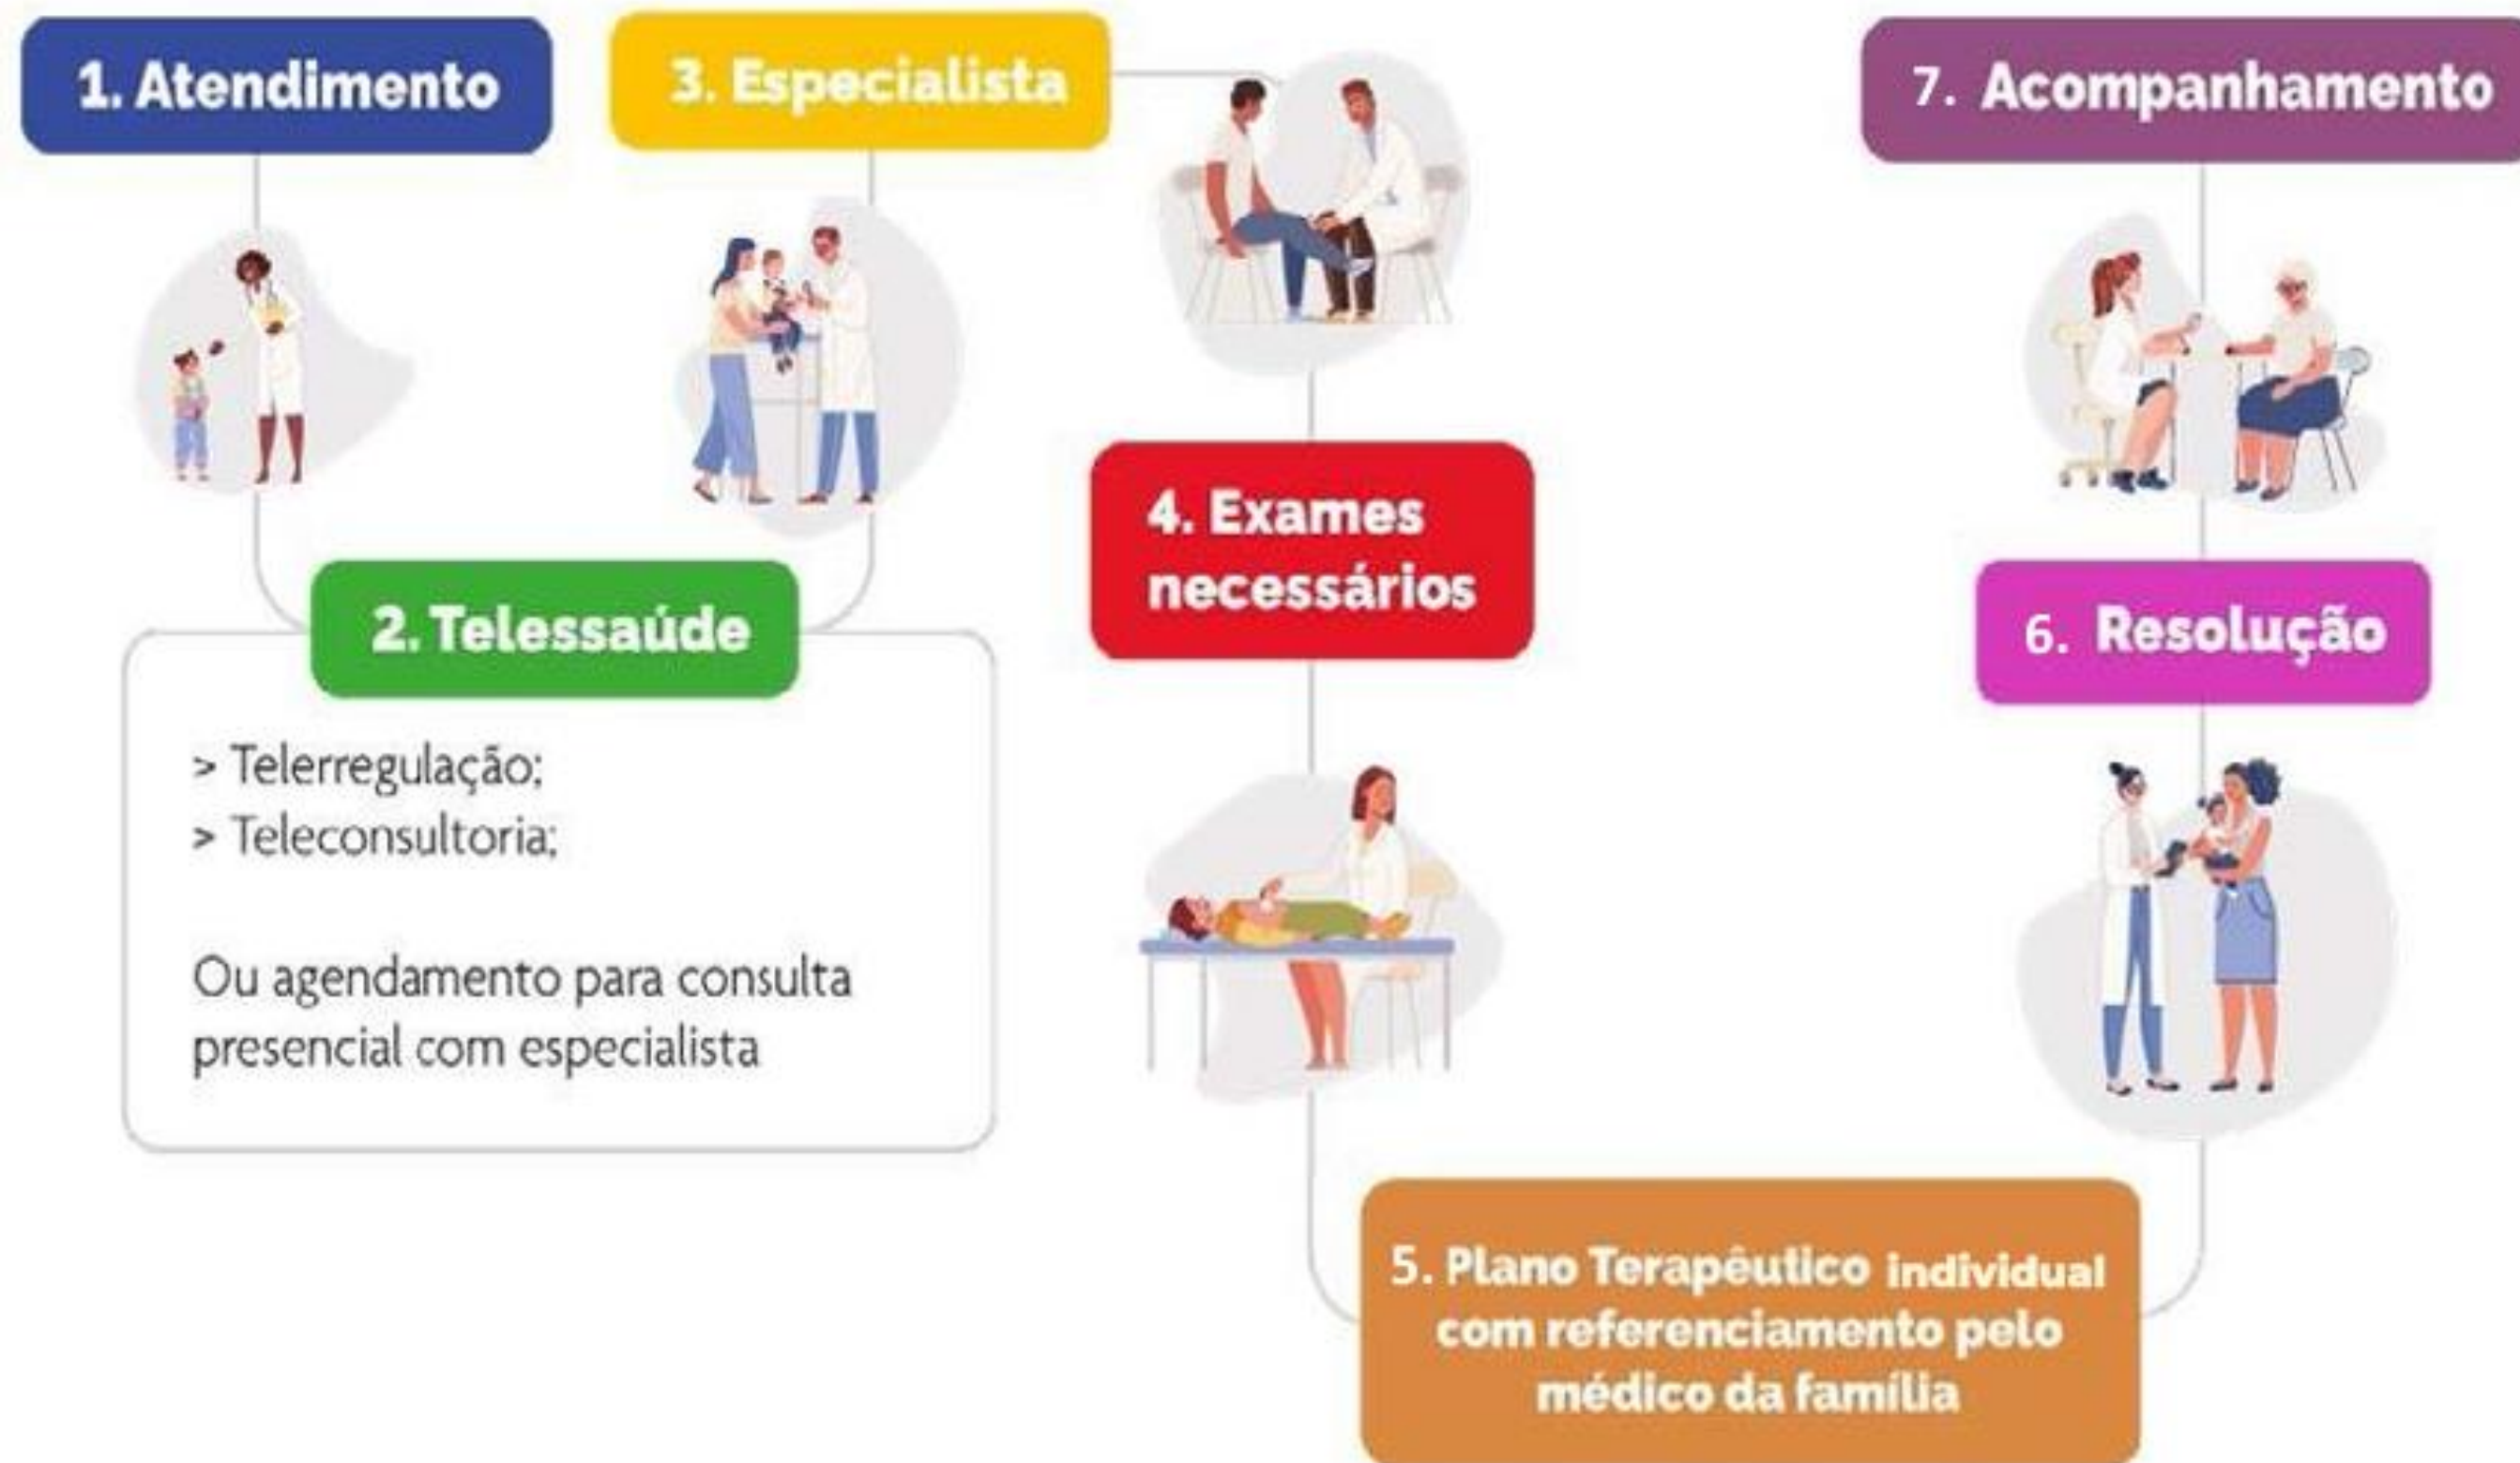 1. Atendimento
2. Telessaúde
> Telerregulação;
> Teleconsultoria;
Ou agendamento para consulta
presencial com especialista
3. Especialista
4. Exames
necessários
5. Plano Terapêutico individual
com referenciamento pelo
médico da família
6. Resolução
7. Acompanhamento